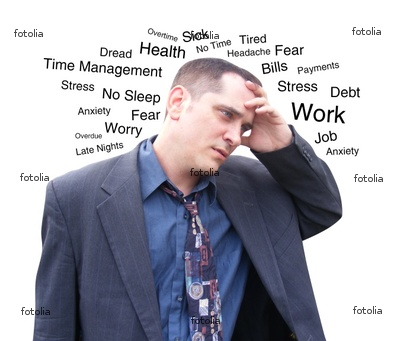 fotolia
fotolia
fotolia
Overtime
Sick
Tired
No Time
Dread
Health
Headache
Fear
Time Management
Bills
Payments
Stress
No Sleep
Stress
Debt
Anxiety
Fear
Work
Overdue
Worry
Job
Late Nights
Anxiety
fotolia
fotolia
fotolia
fotolia
fotolia
fotolia